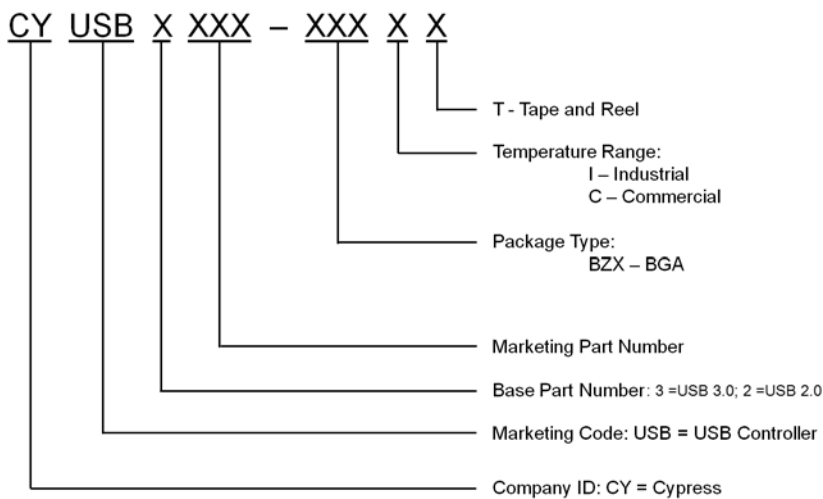 CY USB X XXX – XXX X X
T - Tape and Reel
Temperature Range:
I – Industrial
C – Commercial
Package Type:
BZX – BGA
Marketing Part Number
Base Part Number: 3 =USB 3.0; 2 =USB 2.0
Marketing Code: USB = USB Controller
Company ID: CY = Cypress